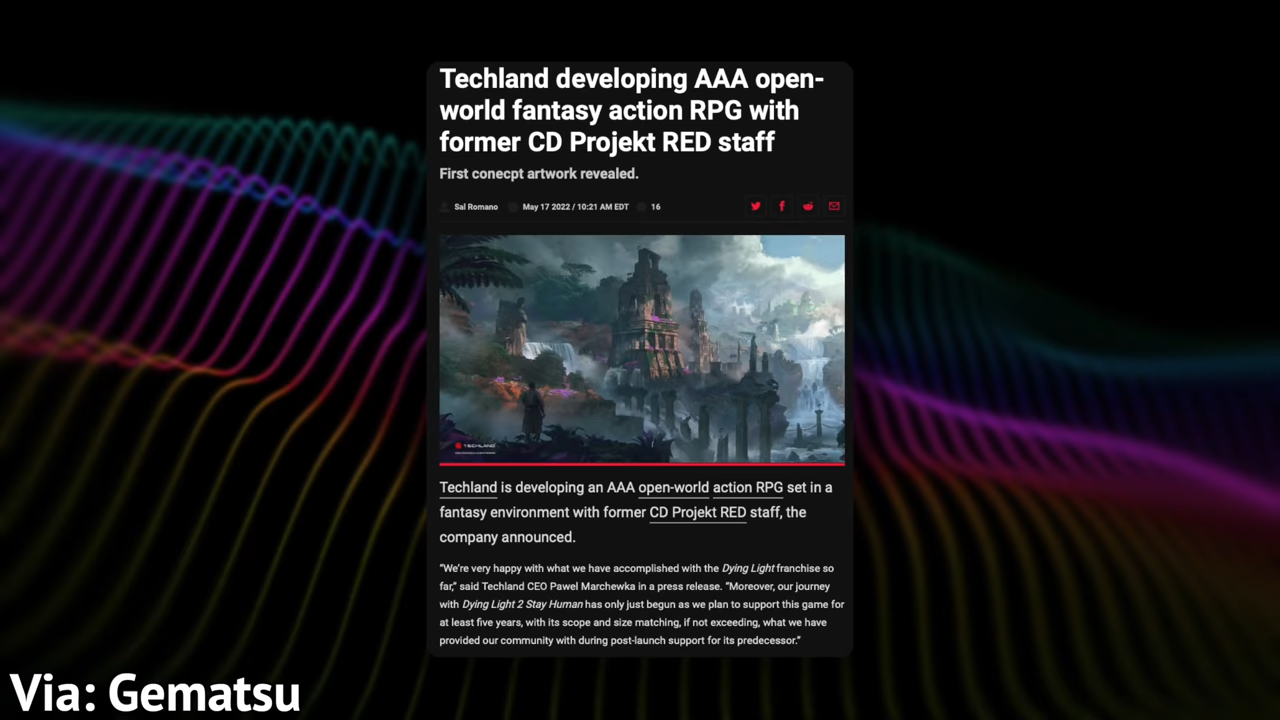 Techland developing AAA open-
world fantasy action RPG with
former CD Projekt RED staff
First conecpt artwork revealed.
Sal Romano May 17 2022 / 10:21 AM EDT 16
TECHLAND
Techland is developing an AAA open-world action RPG set in a
fantasy environment with former CD Projekt RED staff, the
company announced.
“We’re very happy with what we have accomplished with the Dying Light franchise so
far,” said Techland CEO Pawel Marchewka in a press release. “Moreover, our journey
with Dying Light 2 Stay Human has only just begun as we plan to support this game for
at least five years, with its scope and size matching, if not exceeding, what we have
provided our community with during post-launch support for its predecessor.”
Via: Gematsu